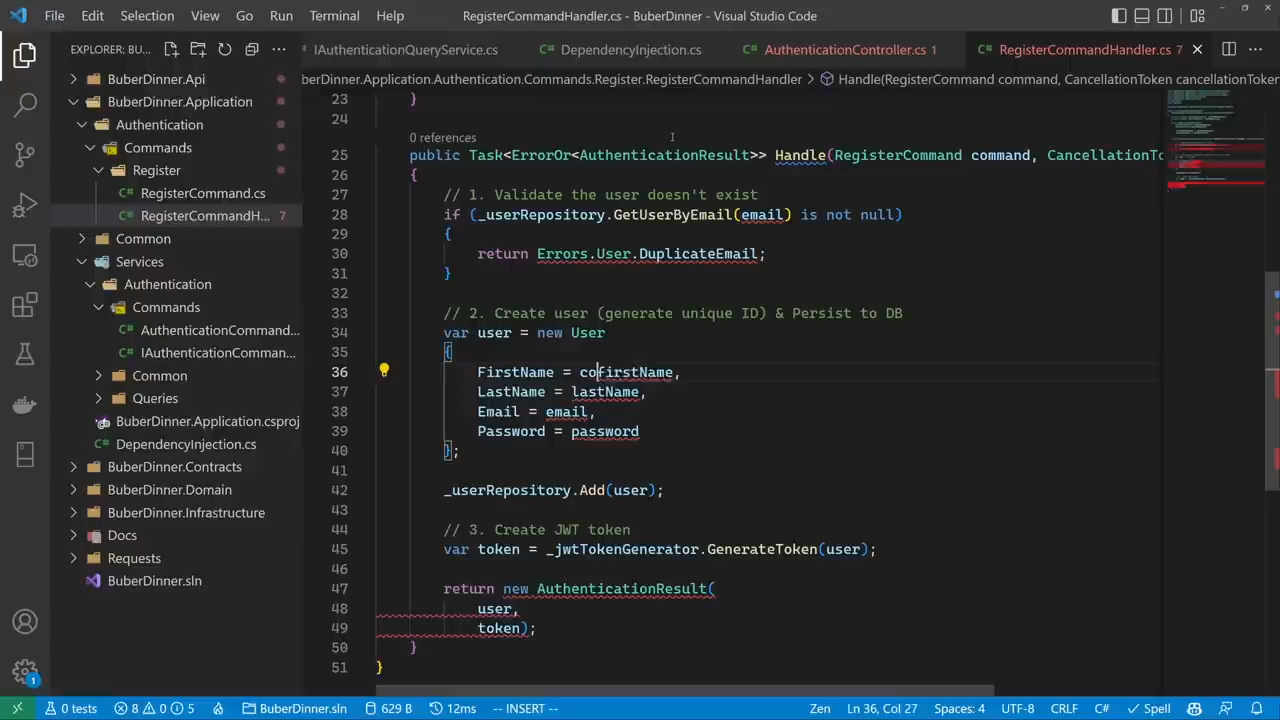 File Edit Selection View Go Run Terminal Help RegisterCommandHandler.cs - BuberDinner - Visual Studio Code
EXPLORER: BU... IAuthenticationQueryService.cs C# DependencyInjection.cs C# AuthenticationController.cs 1 C# RegisterCommandHandler.cs 7
BuberDinner.Api
BuberDinner.Application
Authentication
Commands
Register
C# RegisterCommand.cs
C# RegisterCommandH... 7
Common
Services
Authentication
Commands
C# AuthenticationCommand...
C# IAuthenticationComman...
Common
Queries
BuberDinner.Application.csproj
C# DependencyInjection.cs
BuberDinner.Contracts
BuberDinner.Domain
BuberDinner.Infrastructure
Docs
Requests
BuberDinner.sln
berDinner.Application.Authentication.Commands.Register.RegisterCommandHandler > Handle(RegisterCommand command, CancellationToken cancellationToken
23 }
24
0 references
25 public Task<ErrorOr<AuthenticationResult>> Handle(RegisterCommand command, CancellationTo
26 {
27 // 1. Validate the user doesn't exist
28 if (_userRepository.GetUserByEmail(email) is not null)
29 {
30 return Errors.User.DuplicateEmail;
31 }
32
33 // 2. Create user (generate unique ID) & Persist to DB
34 var user = new User
35 {
36 FirstName = cofirstName,
37 LastName = lastName,
38 Email = email,
39 Password = password
40 };
41
42 _userRepository.Add(user);
43
44 // 3. Create JWT token
45 var token = _jwtTokenGenerator.GenerateToken(user);
46
47 return new AuthenticationResult(
48 user,
49 token);
50 }
51 }
1
0 tests 8 0 5 BuberDinner.sln 629 B 12ms -- INSERT -- Zen Ln 36, Col 27 Spaces: 4 UTF-8 CRLF C# Spell